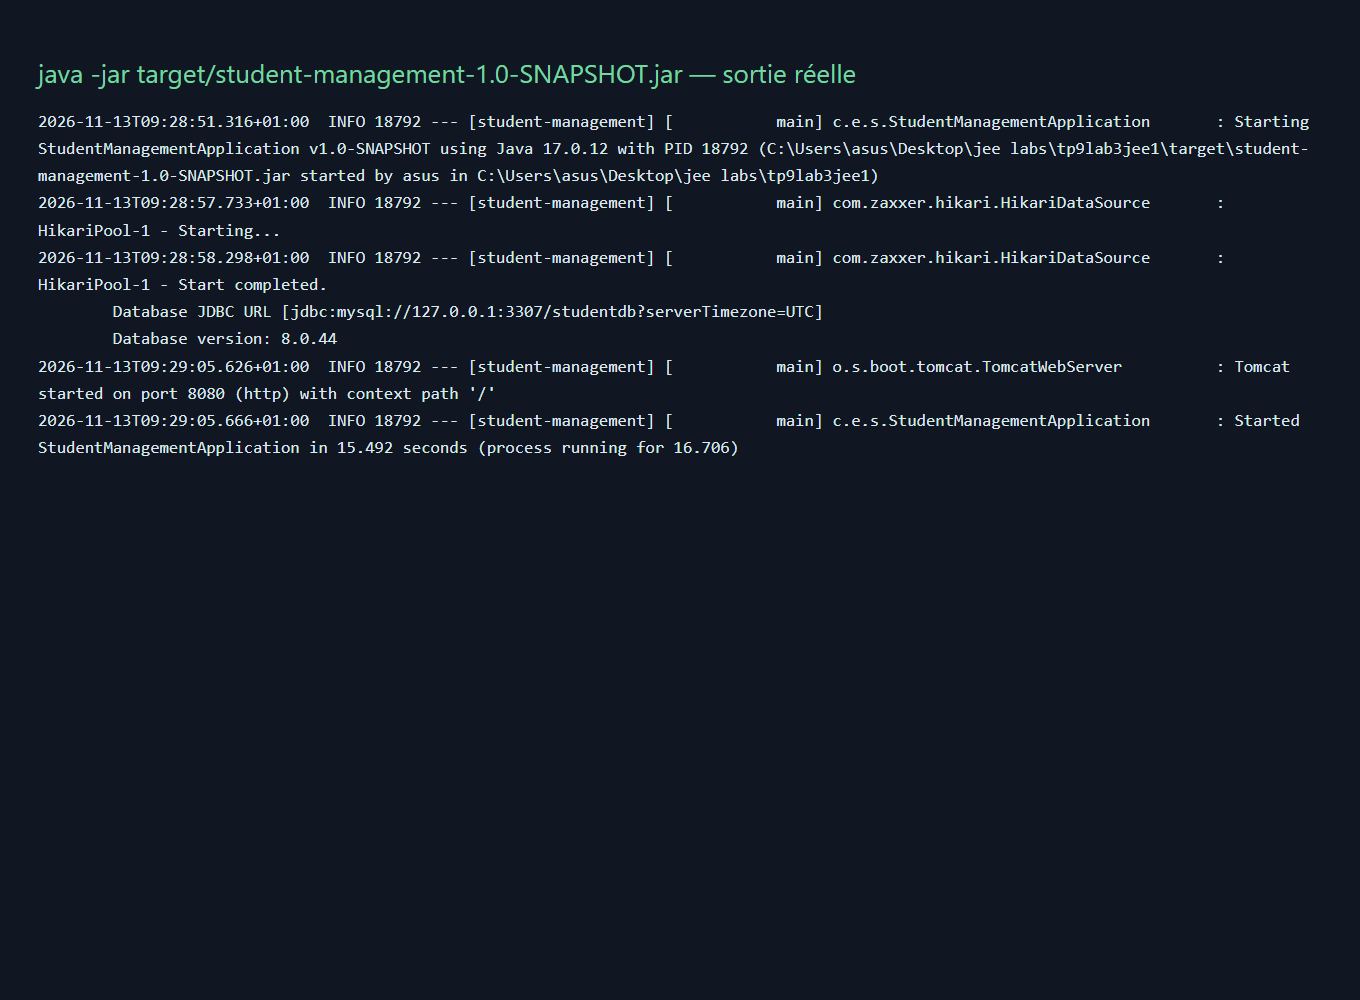 java -jar target/student-management-1.0-SNAPSHOT.jar — sortie réelle
2026-11-13T09:28:51.316+01:00  INFO 18792 --- [student-management] [           main] c.e.s.StudentManagementApplication       : Starting
StudentManagementApplication v1.0-SNAPSHOT using Java 17.0.12 with PID 18792 (C:\Users\asus\Desktop\jee labs\tp9lab3jee1\target\student-
management-1.0-SNAPSHOT.jar started by asus in C:\Users\asus\Desktop\jee labs\tp9lab3jee1)
2026-11-13T09:28:57.733+01:00  INFO 18792 --- [student-management] [           main] com.zaxxer.hikari.HikariDataSource       :
HikariPool-1 - Starting...
2026-11-13T09:28:58.298+01:00  INFO 18792 --- [student-management] [           main] com.zaxxer.hikari.HikariDataSource       :
HikariPool-1 - Start completed.
        Database JDBC URL [jdbc:mysql://127.0.0.1:3307/studentdb?serverTimezone=UTC]
        Database version: 8.0.44
2026-11-13T09:29:05.626+01:00  INFO 18792 --- [student-management] [           main] o.s.boot.tomcat.TomcatWebServer          : Tomcat
started on port 8080 (http) with context path '/'
2026-11-13T09:29:05.666+01:00  INFO 18792 --- [student-management] [           main] c.e.s.StudentManagementApplication       : Started
StudentManagementApplication in 15.492 seconds (process running for 16.706)